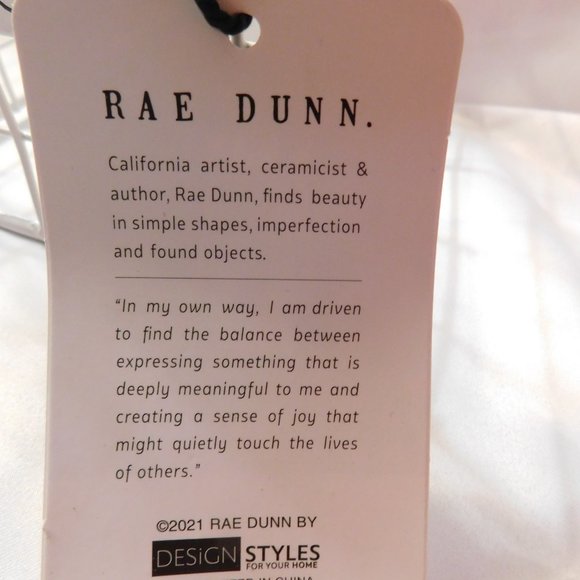 RAE DUNN.
California artist, ceramicist &
author, Rae Dunn, finds beauty
in simple shapes, imperfection
and found objects.
“In my own way, I am driven
to find the balance between
expressing something that is
deeply meaningful to me and
creating a sense of joy that
might quietly touch the lives
of others.”
©2021 RAE DUNN BY
DESIGN STYLES
FOR YOUR HOME
IN CHINA